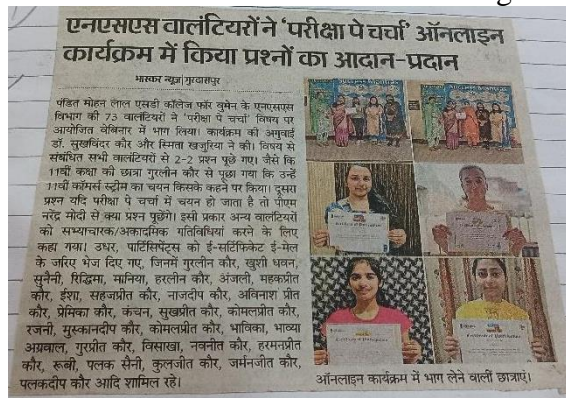 एनएसएस वालंटियरों ने ‘परीक्षा पे चर्चा’ ऑनलाइन
कार्यक्रम में किया प्रश्नों का आदान-प्रदान
भास्कर न्यूज|गुरदासपुर
पंडित मोहन लाल एसडी कॉलेज फॉर वुमेन के एनएसएस
विभाग की 73 वालंटियरों ने ‘परीक्षा पे चर्चा’ विषय पर
आयोजित वेबिनार में भाग लिया। कार्यक्रम की अगुवाई
डॉ. सुखविंदर कौर और स्मिता खजुरिया ने की। विषय से
संबंधित सभी वालंटियरों से 2-2 प्रश्न पूछे गए। जैसे कि
11वीं कक्षा की छात्रा गुरलीन कौर से पूछा गया कि उन्हें
11वीं कॉमर्स स्ट्रीम का चयन किसके कहने पर किया। दूसरा
प्रश्न यदि परीक्षा पे चर्चा में चयन हो जाता है तो पीएम
नरेंद्र मोदी से क्या प्रश्न पूछेंगे। इसी प्रकार अन्य वालंटियरों
को सभ्याचारक/अकादमिक गतिविधियां करने के लिए
कहा गया। उधर, पार्टिसिपेंट्स को ई-सर्टिफिकेट ई-मेल
के जरिए भेज दिए गए, जिनमें गुरलीन कौर, खुशी धवन,
सुनैनी, रिद्धिमा, मानिया, हरलीन कौर, अंजली, महकप्रीत
कौर, ईशा, सहजप्रीत कौर, नाजदीप कौर, अविनाश प्रीत
कौर, प्रेमिका कौर, कंचन, सुखप्रीत कौर, कोमलप्रीत कौर,
रजनी, मुस्कानदीप कौर, कोमलप्रीत कौर, भाविका, भाव्या
अग्रवाल, गुरप्रीत कौर, विसाखा, नवनीत कौर, हरमनप्रीत
कौर, रूबी, पलक सैनी, कुलजीत कौर, जर्मनजीत कौर,
पलकदीप कौर आदि शामिल रहे।
ऑनलाइन कार्यक्रम में भाग लेने वालीं छात्राएं।